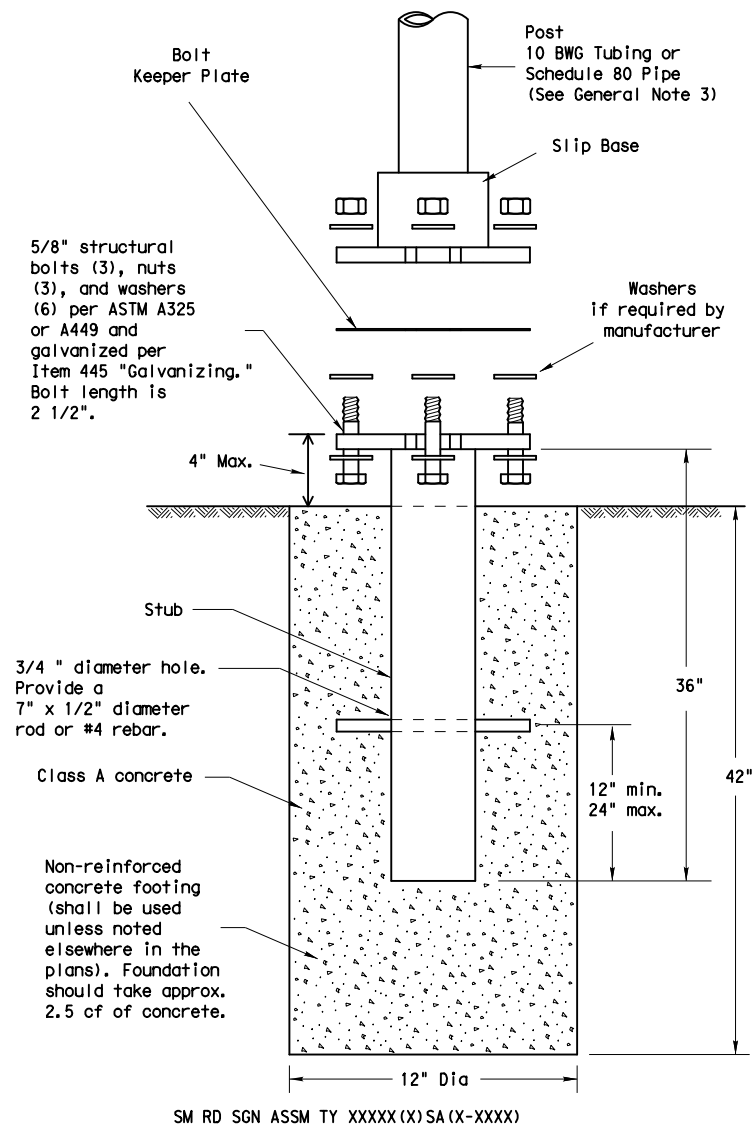 Bolt
Keeper Plate
Post
10 BWG Tubing or
Schedule 80 Pipe
(See General Note 3)
Slip Base
5/8" structural
bolts (3), nuts
(3), and washers
(6) per ASTM A325
or A449 and
galvanized per
Item 445 "Galvanizing."
Bolt length is
2 1/2".
Washers
if required by
manufacturer
4" Max.
Stub
3/4 " diameter hole.
Provide a
7" x 1/2" diameter
rod or #4 rebar.
36"
12" min.
24" max.
42"
Class A concrete
Non-reinforced
concrete footing
(shall be used
unless noted
elsewhere in the
plans). Foundation
should take approx.
2.5 cf of concrete.
12" Dia
SM RD SGN ASSM TY XXXXX(X)SA(X-XXXX)